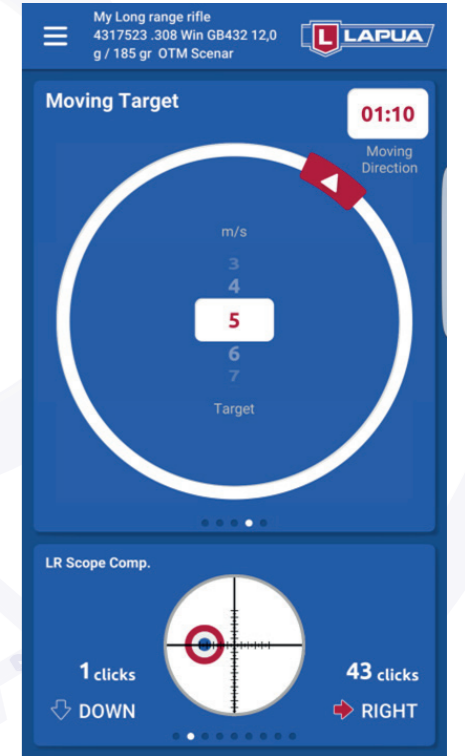 My Long range rifle
4317523 .308 Win GB432 12,0
g / 185 gr OTM Scenar
L LAPUA
Moving Target
01:10
Moving
Direction
m/s
3
4
5
6
7
Target
LR Scope Comp.
1 clicks
DOWN
43 clicks
RIGHT